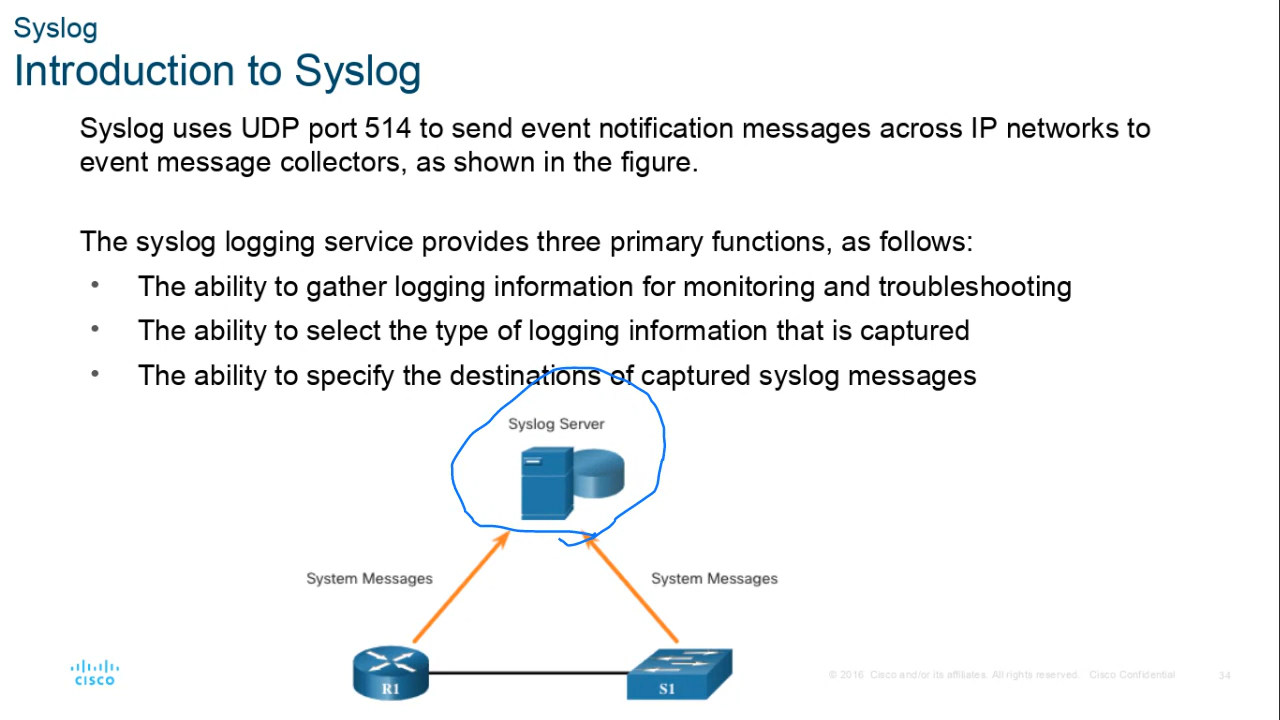 Syslog
Introduction to Syslog
Syslog uses UDP port 514 to send event notification messages across IP networks to
event message collectors, as shown in the figure.
The syslog logging service provides three primary functions, as follows:
• The ability to gather logging information for monitoring and troubleshooting
• The ability to select the type of logging information that is captured
• The ability to specify the destinations of captured syslog messages
Syslog Server
System Messages
System Messages
R1
S1
CISCO
© 2016 Cisco and/or its affiliates. All rights reserved. Cisco Confidential
34